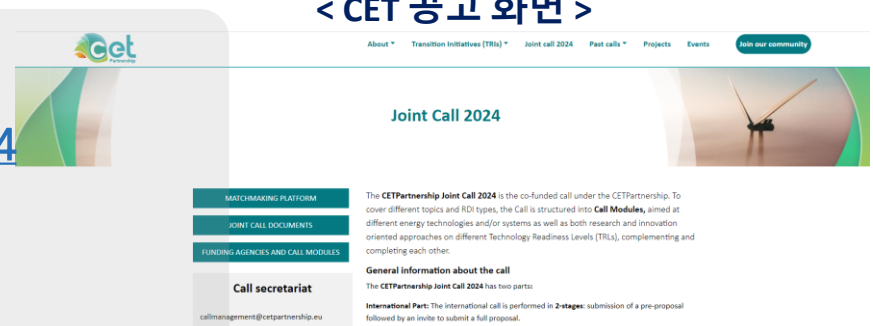 < CET 공고 화면 >
cet
Partnership
About
Transition Initiatives (TRIs)
Joint call 2024
Past calls
Projects
Events
Join our community
Joint Call 2024
4
MATCHMAKING PLATFORM
JOINT CALL DOCUMENTS
FUNDING AGENCIES AND CALL MODULES
Call secretariat
callmanagement@cetpartnership.eu
The CETPartnership Joint Call 2024 is the co-funded call under the CETPartnership. To
cover different topics and RDI types, the Call is structured into Call Modules, aimed at
different energy technologies and/or systems as well as both research and innovation
oriented approaches on different Technology Readiness Levels (TRLs), complementing and
completing each other.
General information about the call
The CETPartnership Joint Call 2024 has two parts:
International Part: The international call is performed in 2-stages: submission of a pre-proposal
followed by an invite to submit a full proposal.